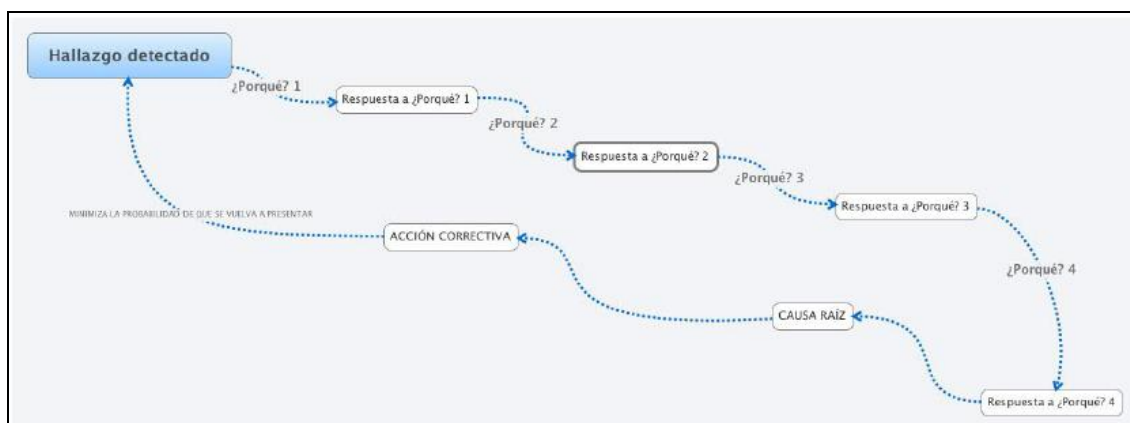 Hallazgo detectado
¿Porqué? 1
Respuesta a ¿Porqué? 1
¿Porqué? 2
Respuesta a ¿Porqué? 2
¿Porqué? 3
Respuesta a ¿Porqué? 3
¿Porqué? 4
Respuesta a ¿Porqué? 4
CAUSA RAÍZ
ACCIÓN CORRECTIVA
MINIMIZA LA PROBABILIDAD DE QUE SE VUELVA A PRESENTAR